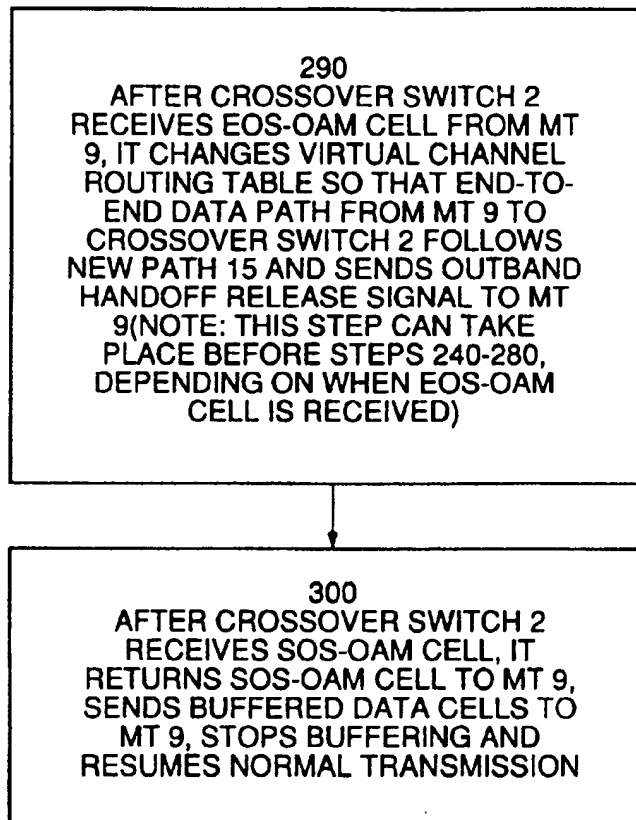 290
AFTER CROSSOVER SWITCH 2
RECEIVES EOS-OAM CELL FROM MT
9, IT CHANGES VIRTUAL CHANNEL
ROUTING TABLE SO THAT END-TO-
END DATA PATH FROM MT 9 TO
CROSSOVER SWITCH 2 FOLLOWS
NEW PATH 15 AND SENDS OUTBAND
HANDOFF RELEASE SIGNAL TO MT
9(NOTE: THIS STEP CAN TAKE
PLACE BEFORE STEPS 240-280,
DEPENDING ON WHEN EOS-OAM
CELL IS RECEIVED)
300
AFTER CROSSOVER SWITCH 2
RECEIVES SOS-OAM CELL, IT
RETURNS SOS-OAM CELL TO MT 9,
SENDS BUFFERED DATA CELLS TO
MT 9, STOPS BUFFERING AND
RESUMES NORMAL TRANSMISSION